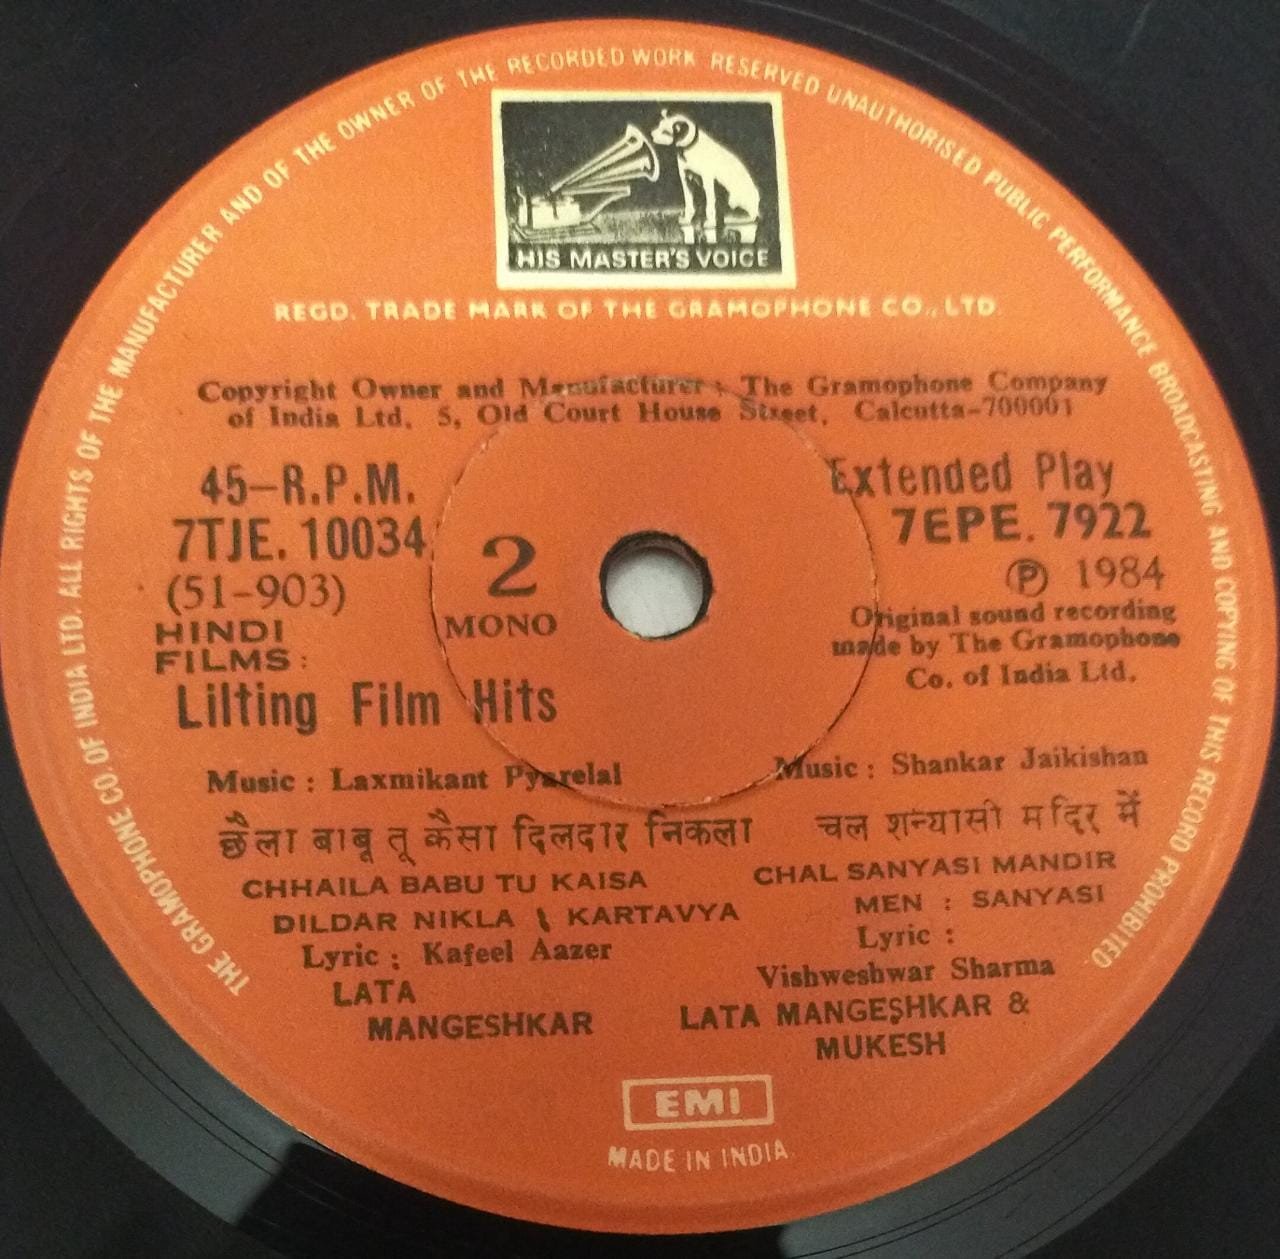 THE GRAMOPHONE CO. OF INDIA LTD. ALL RIGHTS OF THE MANUFACTURER AND OF THE OWNER OF THE RECORDED WORK RESERVED UNAUTHORISED PUBLIC PERFORMANCE BROADCASTING AND COPYING OF THIS RECORD PROHIBITED.
HIS MASTER'S VOICE
REGD. TRADE MARK OF THE GRAMOPHONE CO., LTD.
Copyright Owner and Manufacturer : The Gramophone Company
of India Ltd. 5, Old Court House Street, Calcutta-700001
45-R.P.M.
7TJE. 10034
(51-903)
2
MONO
HINDI
FILMS :
Lilting Film Hits
Extended Play
7EPE. 7922
Ⓟ 1984
Original sound recording
made by The Gramophone
Co. of India Ltd.
Music : Laxmikant Pyarelal
छैला बाबू तू कैसा दिलदार निकला
CHHAILA BABU TU KAISA
DILDAR NIKLA : KARTAVYA
Lyric : Kafeel Aazer
LATA
MANGESHKAR
Music : Shankar Jaikishan
चल शन्यासी मंदिर में
CHAL SANYASI MANDIR
MEN : SANYASI
Lyric :
Vishweshwar Sharma
LATA MANGESHKAR &
MUKESH
EMI
MADE IN INDIA